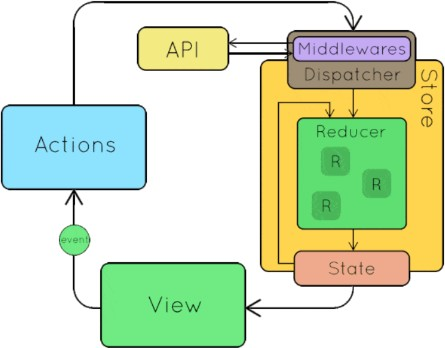 API
Middlewares
Dispatcher
Store
Actions
Reducer
R
R
R
event
State
View